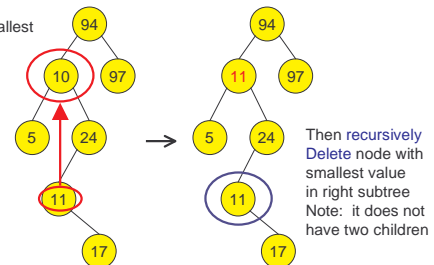 allest
94
10
97
5
24
11
17
94
11
97
5
24
11
17
Then recursively
Delete node with
smallest value
in right subtree
Note: it does not
have two children